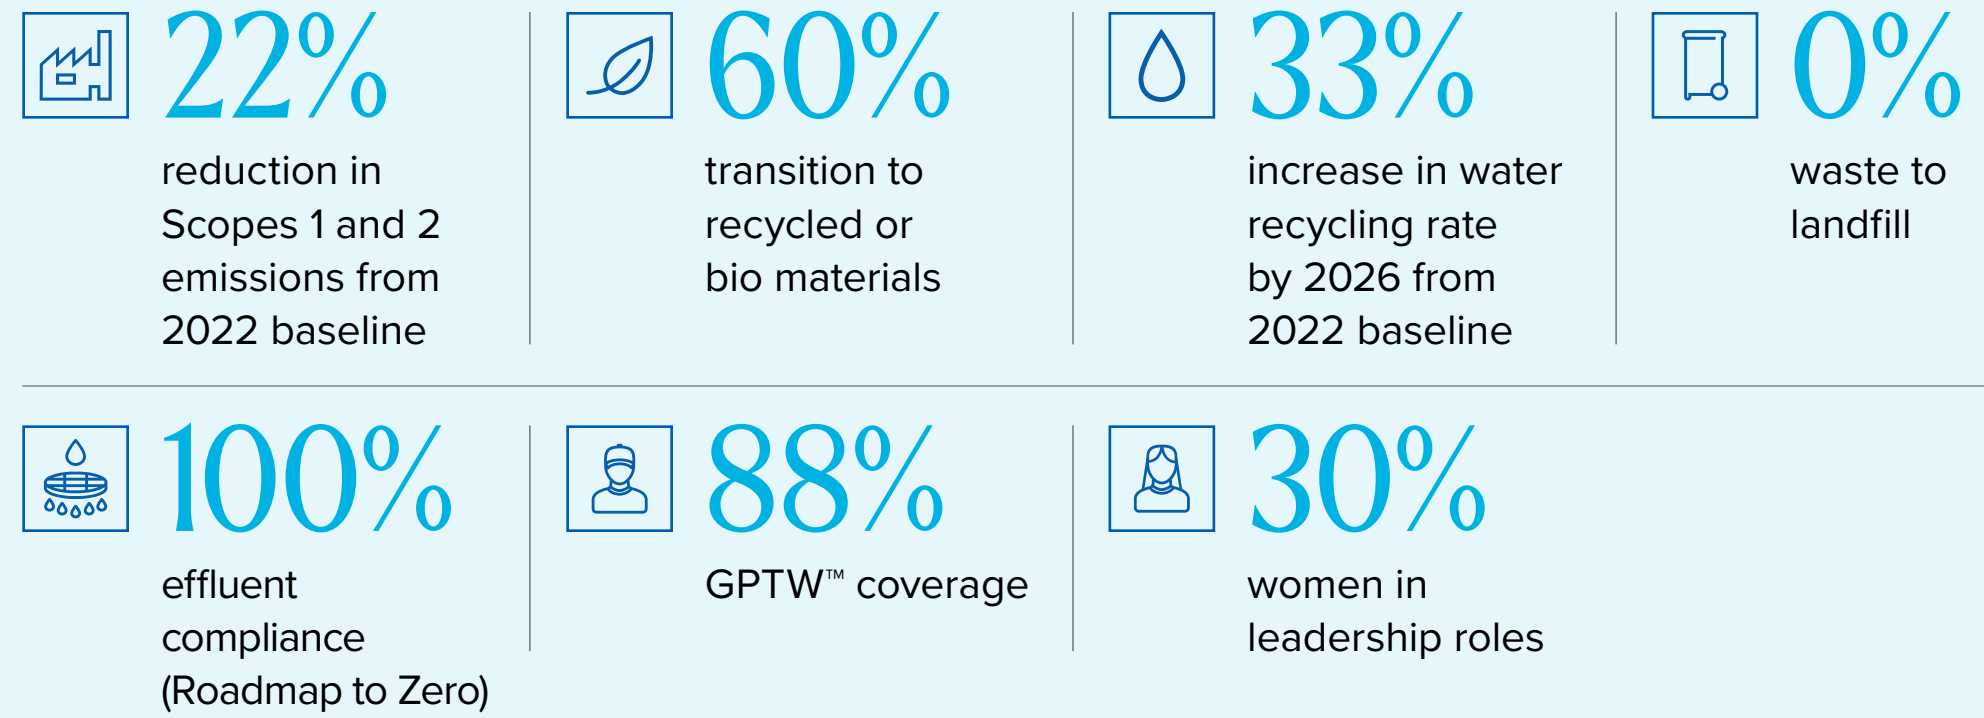 22%
reduction in
Scopes 1 and 2
emissions from
2022 baseline
60%
transition to
recycled or
bio materials
33%
increase in water
recycling rate
by 2026 from
2022 baseline
0%
waste to
landfill
100%
effluent
compliance
(Roadmap to Zero)
88%
GPTW™ coverage
30%
women in
leadership roles